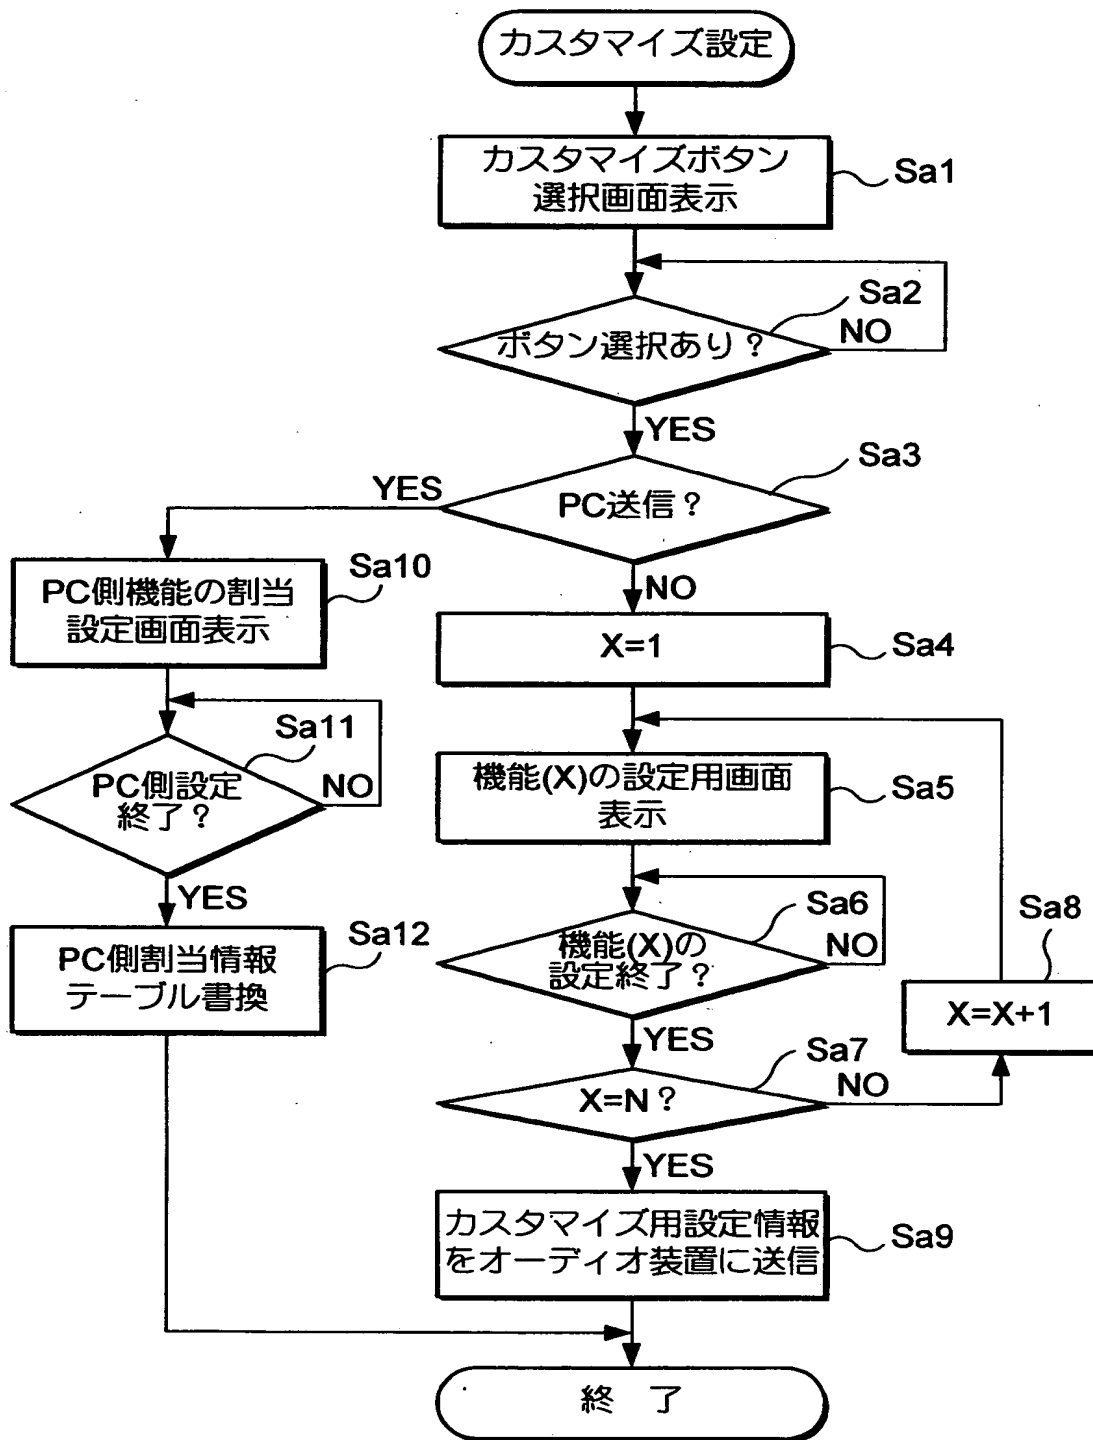 カスタマイズ設定
カスタマイズボタン
選択画面表示
Sa1
Sa2
ボタン選択あり？
NO
YES
Sa3
YES
PC送信？
NO
Sa10
PC側機能の割当
設定画面表示
X=1
Sa4
Sa11
PC側設定
終了？
NO
YES
機能(X)の設定用画面
表示
Sa5
Sa6
機能(X)の
設定終了？
NO
YES
Sa8
X=X+1
Sa12
PC側割当情報
テーブル書換
Sa7
X=N？
NO
YES
カスタマイズ用設定情報
をオーディオ装置に送信
Sa9
終 了